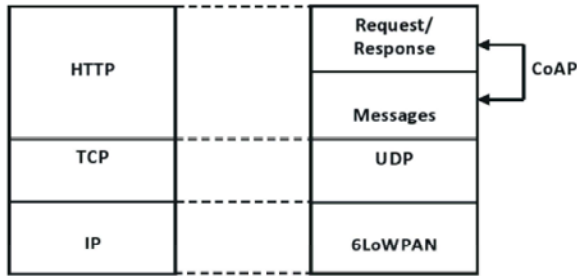 HTTP
TCP
IP
Request/
Response
Messages
UDP
6LoWPAN
CoAP